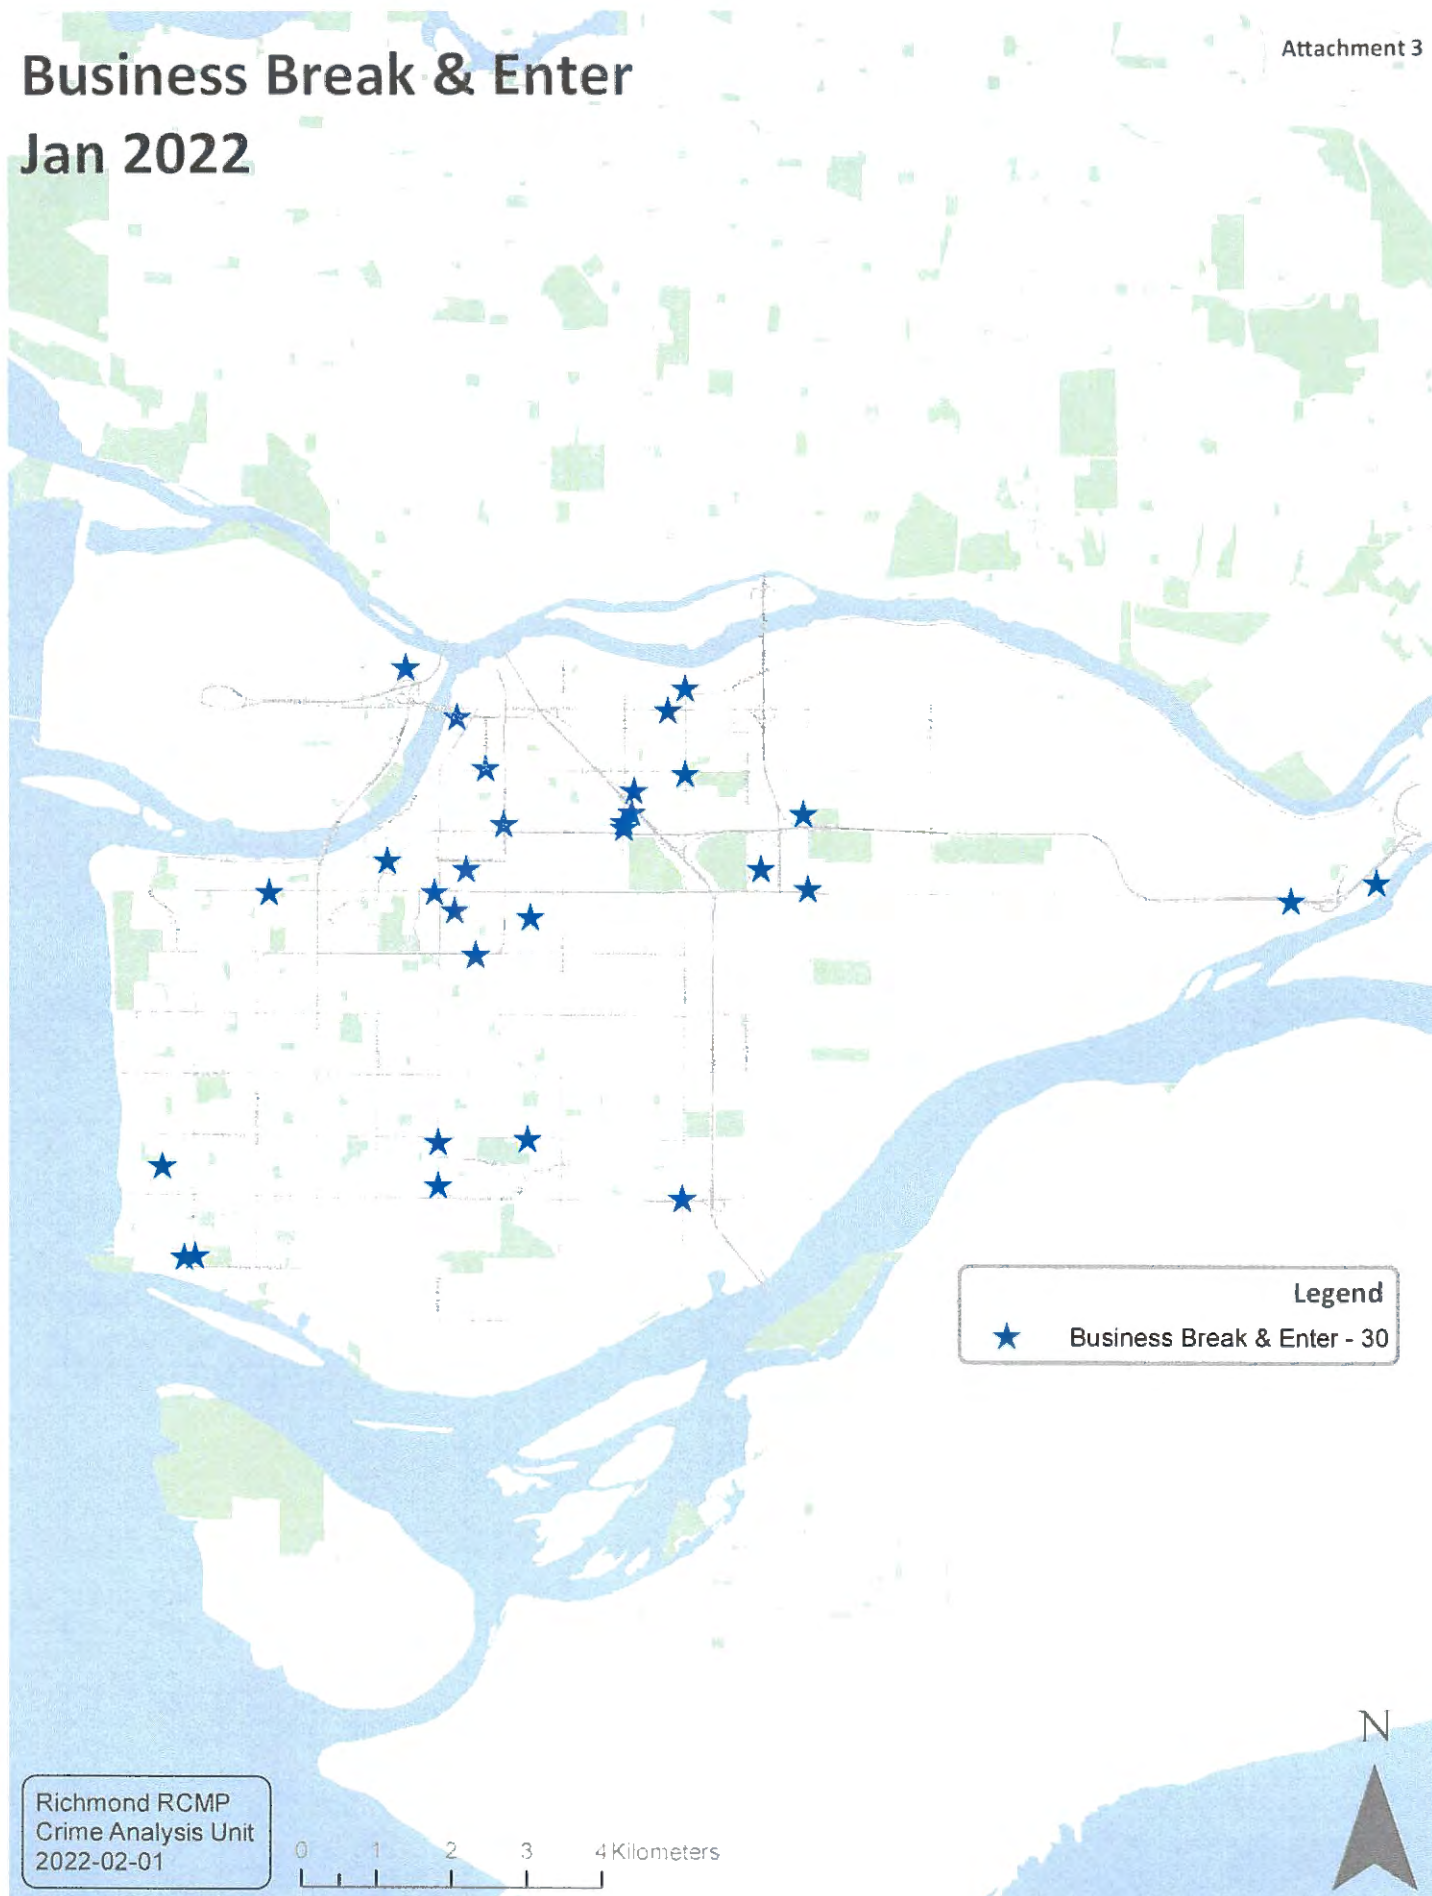 Attachment 3
Business Break & Enter
Jan 2022
Legend
Business Break & Enter - 30
N
Richmond RCMP
Crime Analysis Unit
2022-02-01
0 1 2 3 4 Kilometers